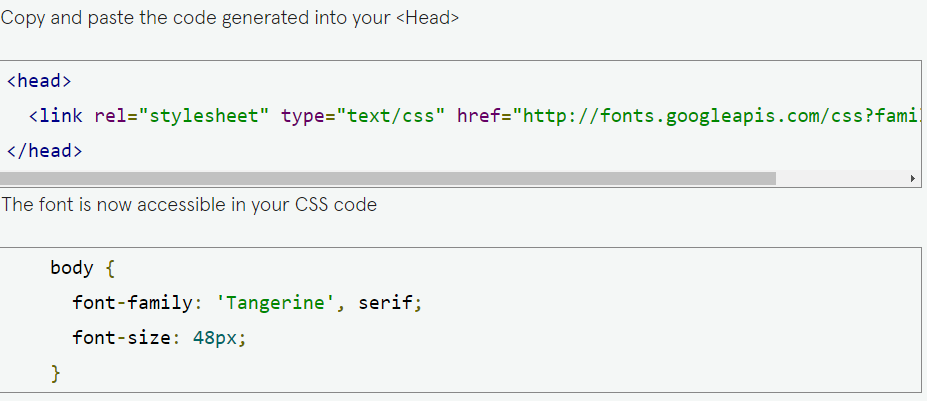 Copy and paste the code generated into your <Head>
<head>
<link rel="stylesheet" type="text/css" href="http://fonts.googleapis.com/css?fami
</head>
The font is now accessible in your CSS code
body {
font-family: 'Tangerine', serif;
font-size: 48px;
}